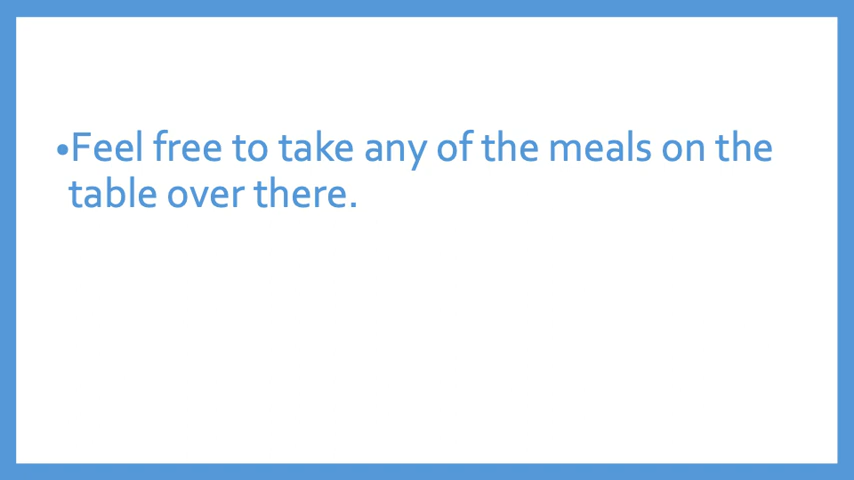 •Feel free to take any of the meals on the
table over there.